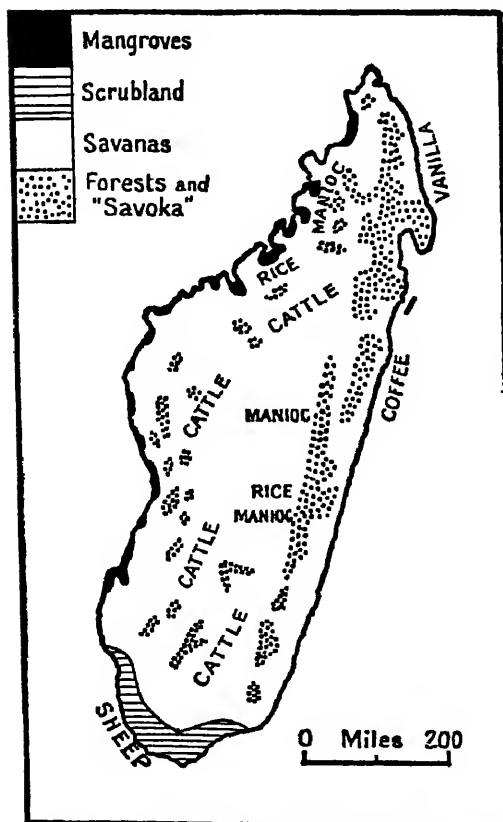 Mangroves
Scrubland
Savanas
Forests and
"Savoka"
VANILLA
MANIOC
RICE
CATTLE
COFFEE
CATTLE
MANIOC
RICE
MANIOC
CATTLE
CATTLE
SHEEP
0 Miles 200